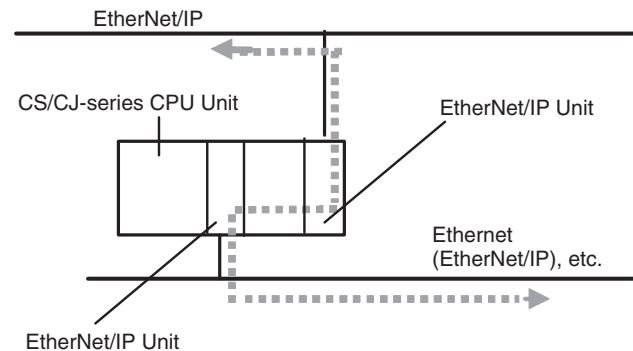 EtherNet/IP
CS/CJ-series CPU Unit
EtherNet/IP Unit
Ethernet
(EtherNet/IP), etc.
EtherNet/IP Unit